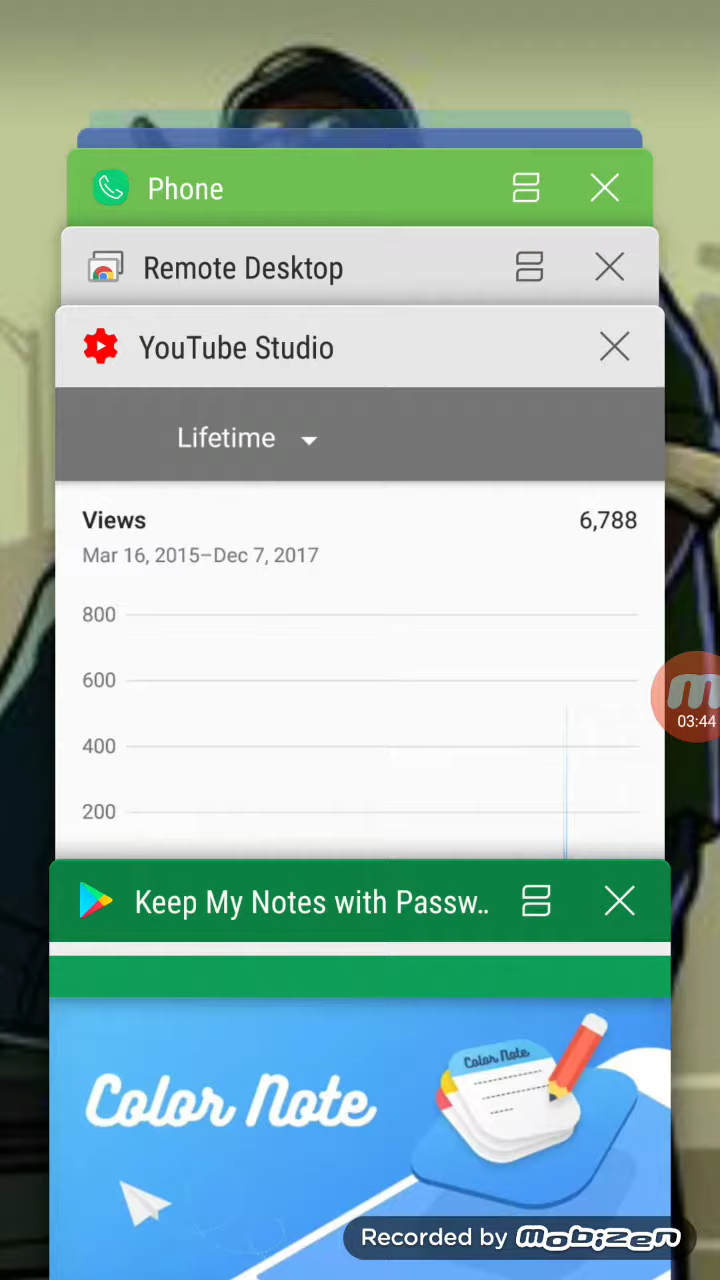 Phone
Remote Desktop
YouTube Studio
Lifetime
Views 6,788
Mar 16, 2015–Dec 7, 2017
800
600
03:44
400
200
Keep My Notes with Passw..
Color Note
Color Note
Recorded by mobizen